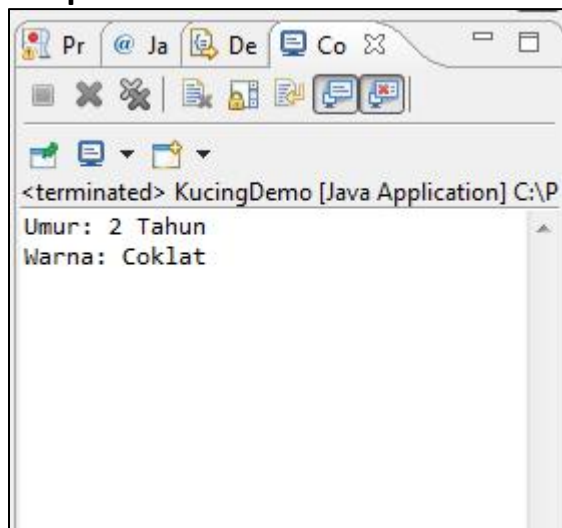 Pr @ Ja De Co
<terminated> KucingDemo [Java Application] C:\P
Umur: 2 Tahun
Warna: Coklat